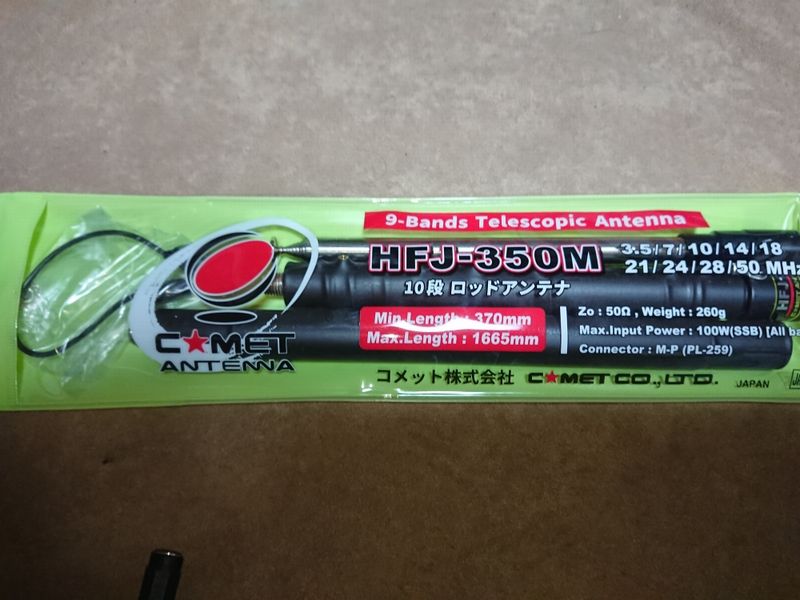 9-Bands Telescopic Antenna
HFJ-350M
3.5/7/10/14/18
21/24/28/50 MHz
10段 ロッドアンテナ
Min.Length : 370mm
Max.Length : 1665mm
Zo : 50Ω , Weight : 260g
Max.Input Power : 100W(SSB) [All
Connector : M-P (PL-259)
C★MET
ANTENNA
コメット株式会社 C★MET CO., LTD.
JAPAN